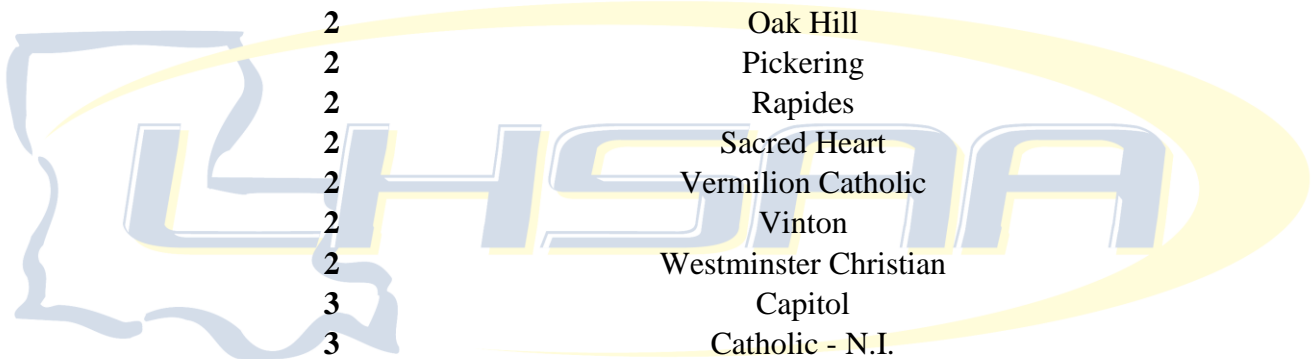 2 Oak Hill
2 Pickering
2 Rapides
2 Sacred Heart
LHSAA
2 Vermilion Catholic
2 Vinton
2 Westminster Christian
3 Capitol
3 Catholic - N.I.